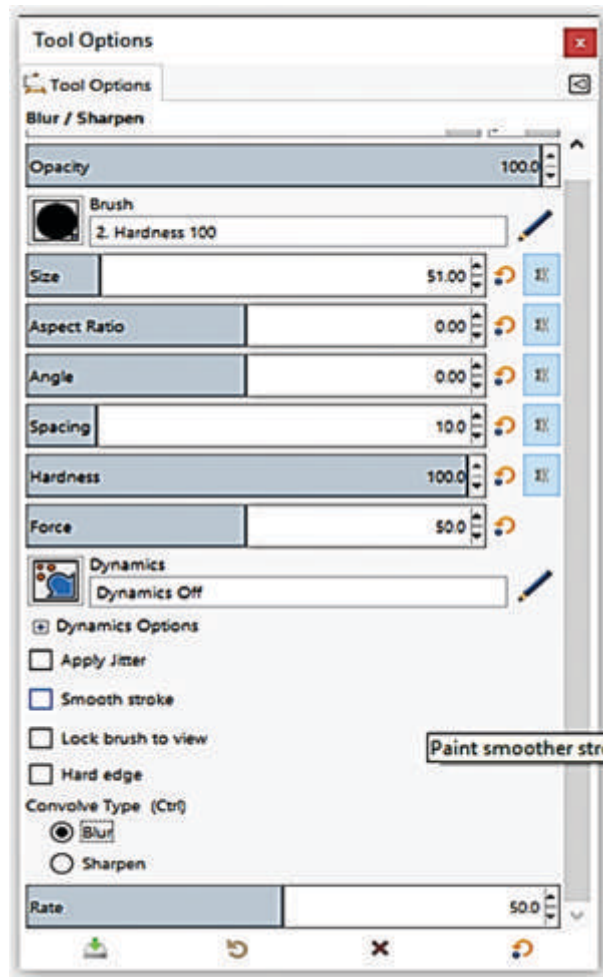 Tool Options
Tool Options
Blur / Sharpen
Opacity 100.0
Brush
2. Hardness 100
Size 51.00
Aspect Ratio 0.00
Angle 0.00
Spacing 10.0
Hardness 100.0
Force 50.0
Dynamics
Dynamics Off
Dynamics Options
Apply Jitter
Smooth stroke
Lock brush to view
Paint smoother str
Hard edge
Convolve Type (Ctrl)
Blur
Sharpen
Rate 50.0